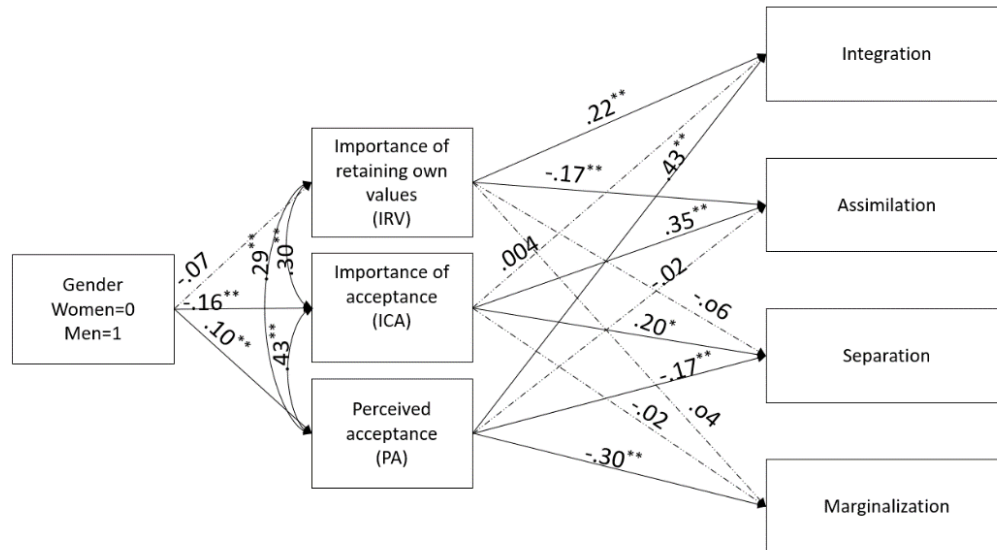 Gender
Women=0
Men=1
-.07
-.16**
.10**
.29**
.30**
.43**
Importance of
retaining own
values
(IRV)
Importance of
acceptance
(ICA)
Perceived
acceptance
(PA)
.22**
-.17**
.43**
.004
.35**
-.02
-.o6
.20*
-.17**
.o4
-.02
-.30**
Integration
Assimilation
Separation
Marginalization